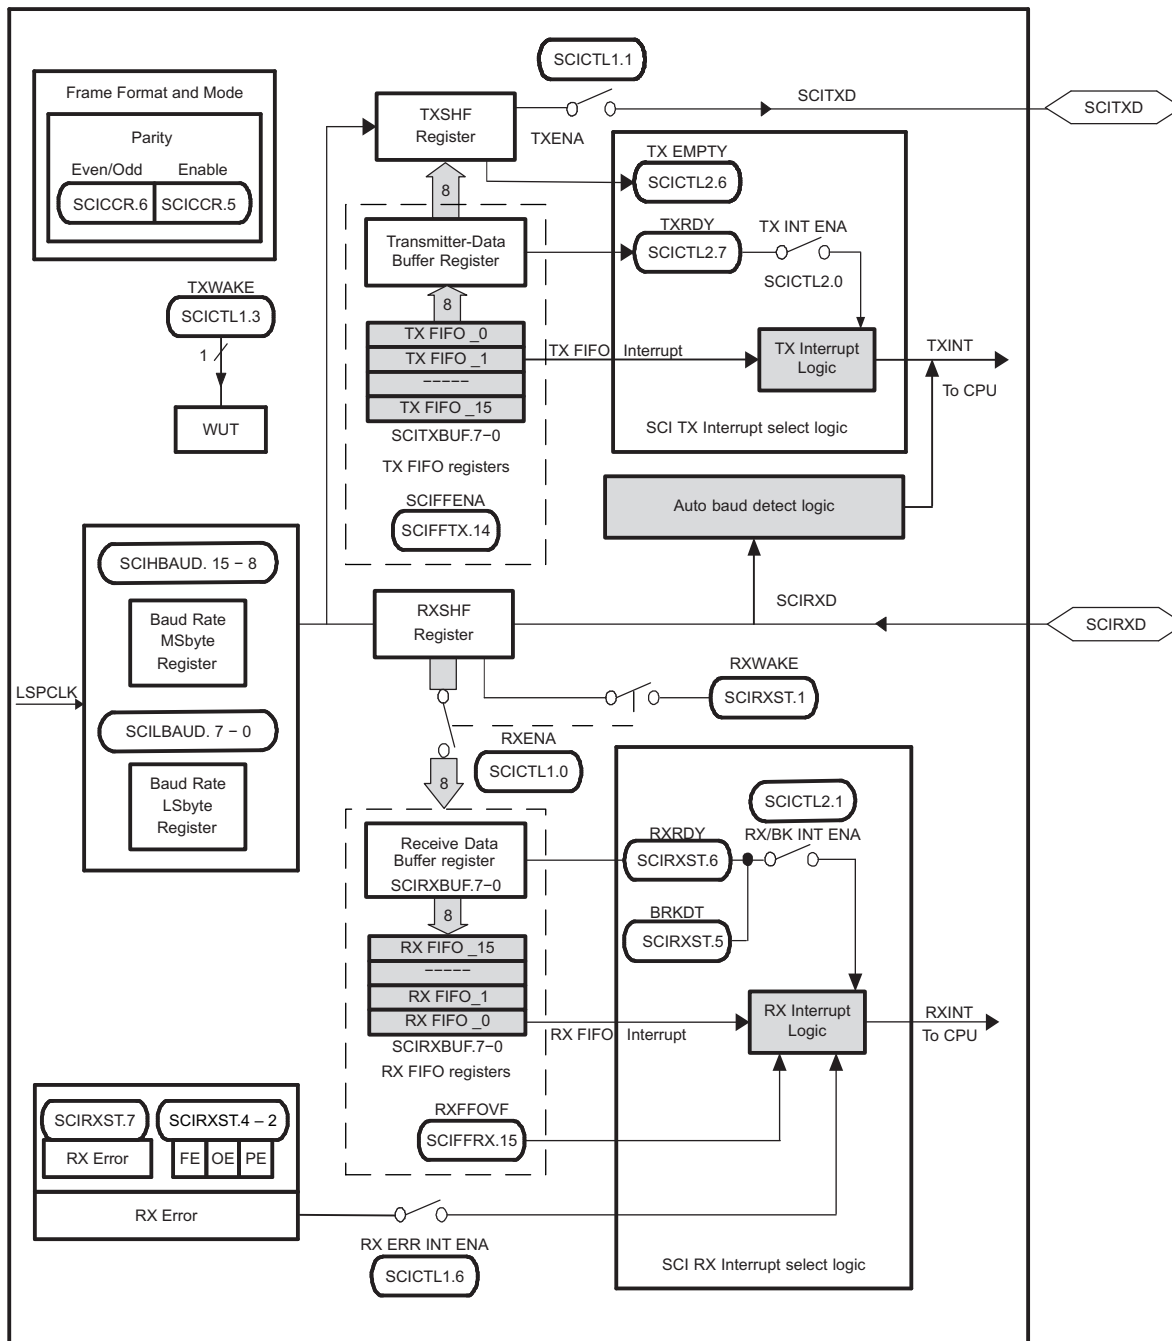 SCICTL1.1
Frame Format and Mode
Parity
Even/Odd Enable
SCICCR.6 SCICCR.5
TXSHF
Register
TXENA
SCITXD
SCITXD
TX EMPTY
SCICTL2.6
8
Transmitter-Data
Buffer Register
TXRDY
SCICTL2.7
TX INT ENA
SCICTL2.0
TXWAKE
SCICTL1.3
1
WUT
8
TX FIFO _0
TX FIFO _1
-----
TX FIFO _15
SCITXBUF.7-0
TX FIFO registers
SCIFFENA
SCIFFTX.14
TX FIFO Interrupt
TX Interrupt
Logic
TXINT
To CPU
SCI TX Interrupt select logic
Auto baud detect logic
SCIHBAUD. 15 - 8
Baud Rate
MSbyte
Register
LSPCLK
SCILBAUD. 7 - 0
Baud Rate
LSbyte
Register
RXSHF
Register
SCIRXD
SCIRXD
RXWAKE
SCIRXST.1
RXENA
SCICTL1.0
8
Receive Data
Buffer register
SCIRXBUF.7-0
8
RX FIFO _15
-----
RX FIFO_1
RX FIFO _0
SCIRXBUF.7-0
RX FIFO registers
SCICTL2.1
RX/BK INT ENA
RXRDY
SCIRXST.6
BRKDT
SCIRXST.5
RX FIFO Interrupt
RX Interrupt
Logic
RXINT
To CPU
RXFFOVF
SCIFFRX.15
SCIRXST.7 SCIRXST.4 – 2
RX Error FE OE PE
RX Error
RX ERR INT ENA
SCICTL1.6
SCI RX Interrupt select logic